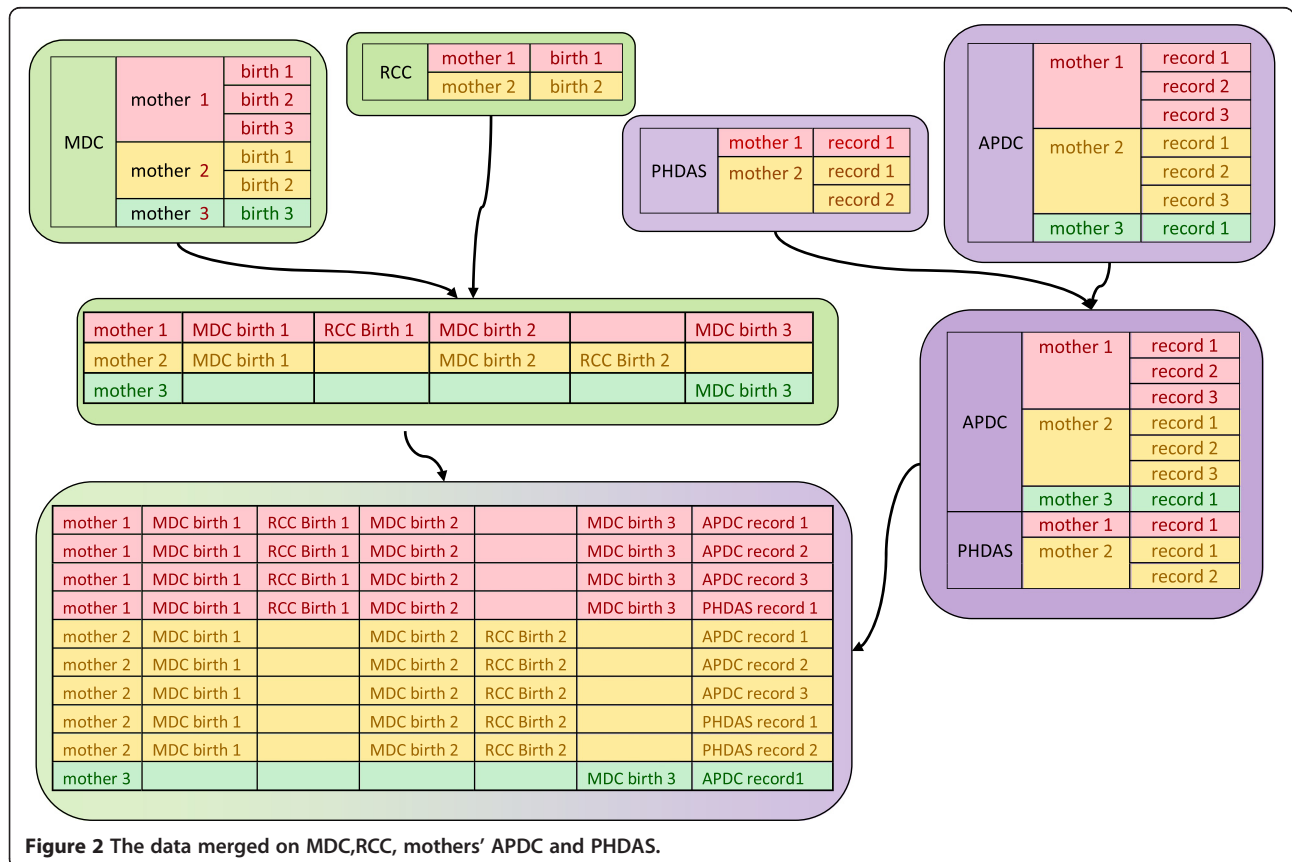 MDC
mother 1
birth 1
birth 2
birth 3
mother 2
birth 1
birth 2
mother 3
birth 3
RCC
mother 1 birth 1
mother 2 birth 2
PHDAS
mother 1 record 1
mother 2 record 1
record 2
APDC
mother 1 record 1
record 2
record 3
mother 2 record 1
record 2
record 3
mother 3 record 1
mother 1 MDC birth 1 RCC Birth 1 MDC birth 2 MDC birth 3
mother 2 MDC birth 1 MDC birth 2 RCC Birth 2
mother 3 MDC birth 3
APDC
mother 1 record 1
record 2
record 3
mother 2 record 1
record 2
record 3
mother 3 record 1
PHDAS
mother 1 record 1
mother 2 record 1
record 2
mother 1 MDC birth 1 RCC Birth 1 MDC birth 2 MDC birth 3 APDC record 1
mother 1 MDC birth 1 RCC Birth 1 MDC birth 2 MDC birth 3 APDC record 2
mother 1 MDC birth 1 RCC Birth 1 MDC birth 2 MDC birth 3 APDC record 3
mother 1 MDC birth 1 RCC Birth 1 MDC birth 2 MDC birth 3 PHDAS record 1
mother 2 MDC birth 1 MDC birth 2 RCC Birth 2 APDC record 1
mother 2 MDC birth 1 MDC birth 2 RCC Birth 2 APDC record 2
mother 2 MDC birth 1 MDC birth 2 RCC Birth 2 APDC record 3
mother 2 MDC birth 1 MDC birth 2 RCC Birth 2 PHDAS record 1
mother 2 MDC birth 1 MDC birth 2 RCC Birth 2 PHDAS record 2
mother 3 MDC birth 3 APDC record1
Figure 2 The data merged on MDC,RCC, mothers' APDC and PHDAS.